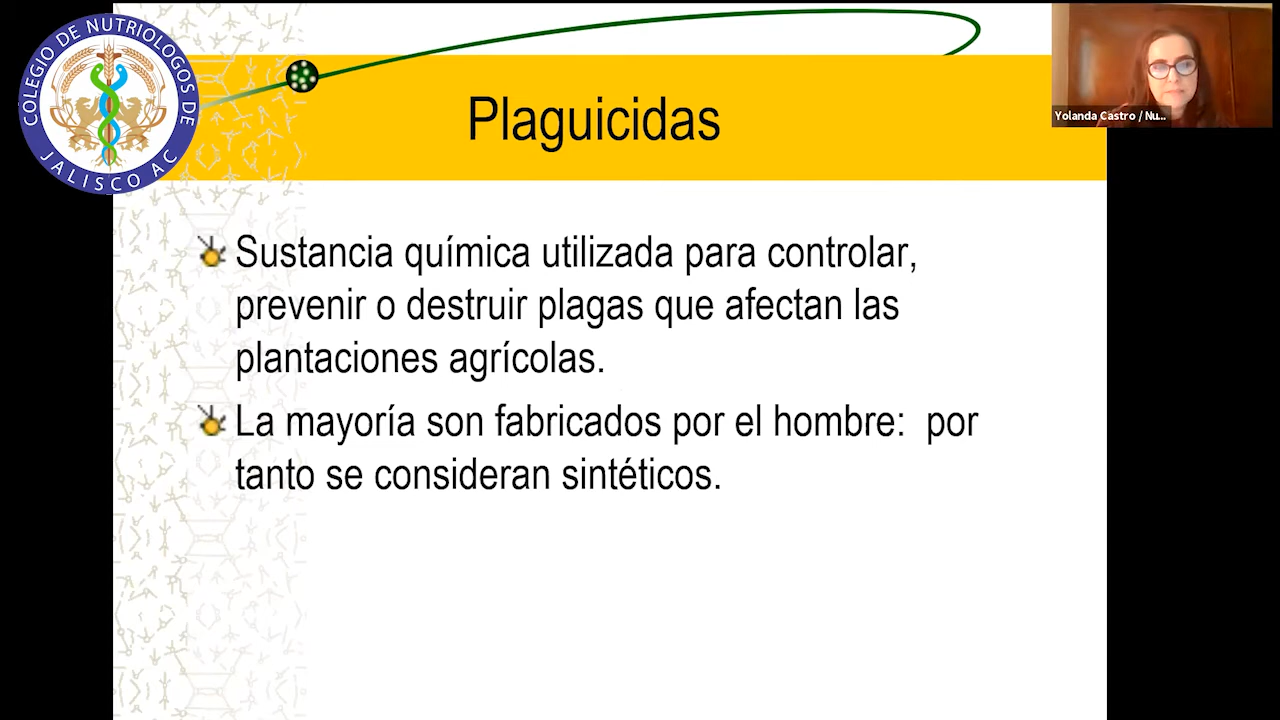 COLEGIO DE NUTRIOLOGOS DE
JALISCO AC
Plaguicidas
Yolanda Castro / Nu...
Sustancia química utilizada para controlar,
prevenir o destruir plagas que afectan las
plantaciones agrícolas.
La mayoría son fabricados por el hombre:  por
tanto se consideran sintéticos.